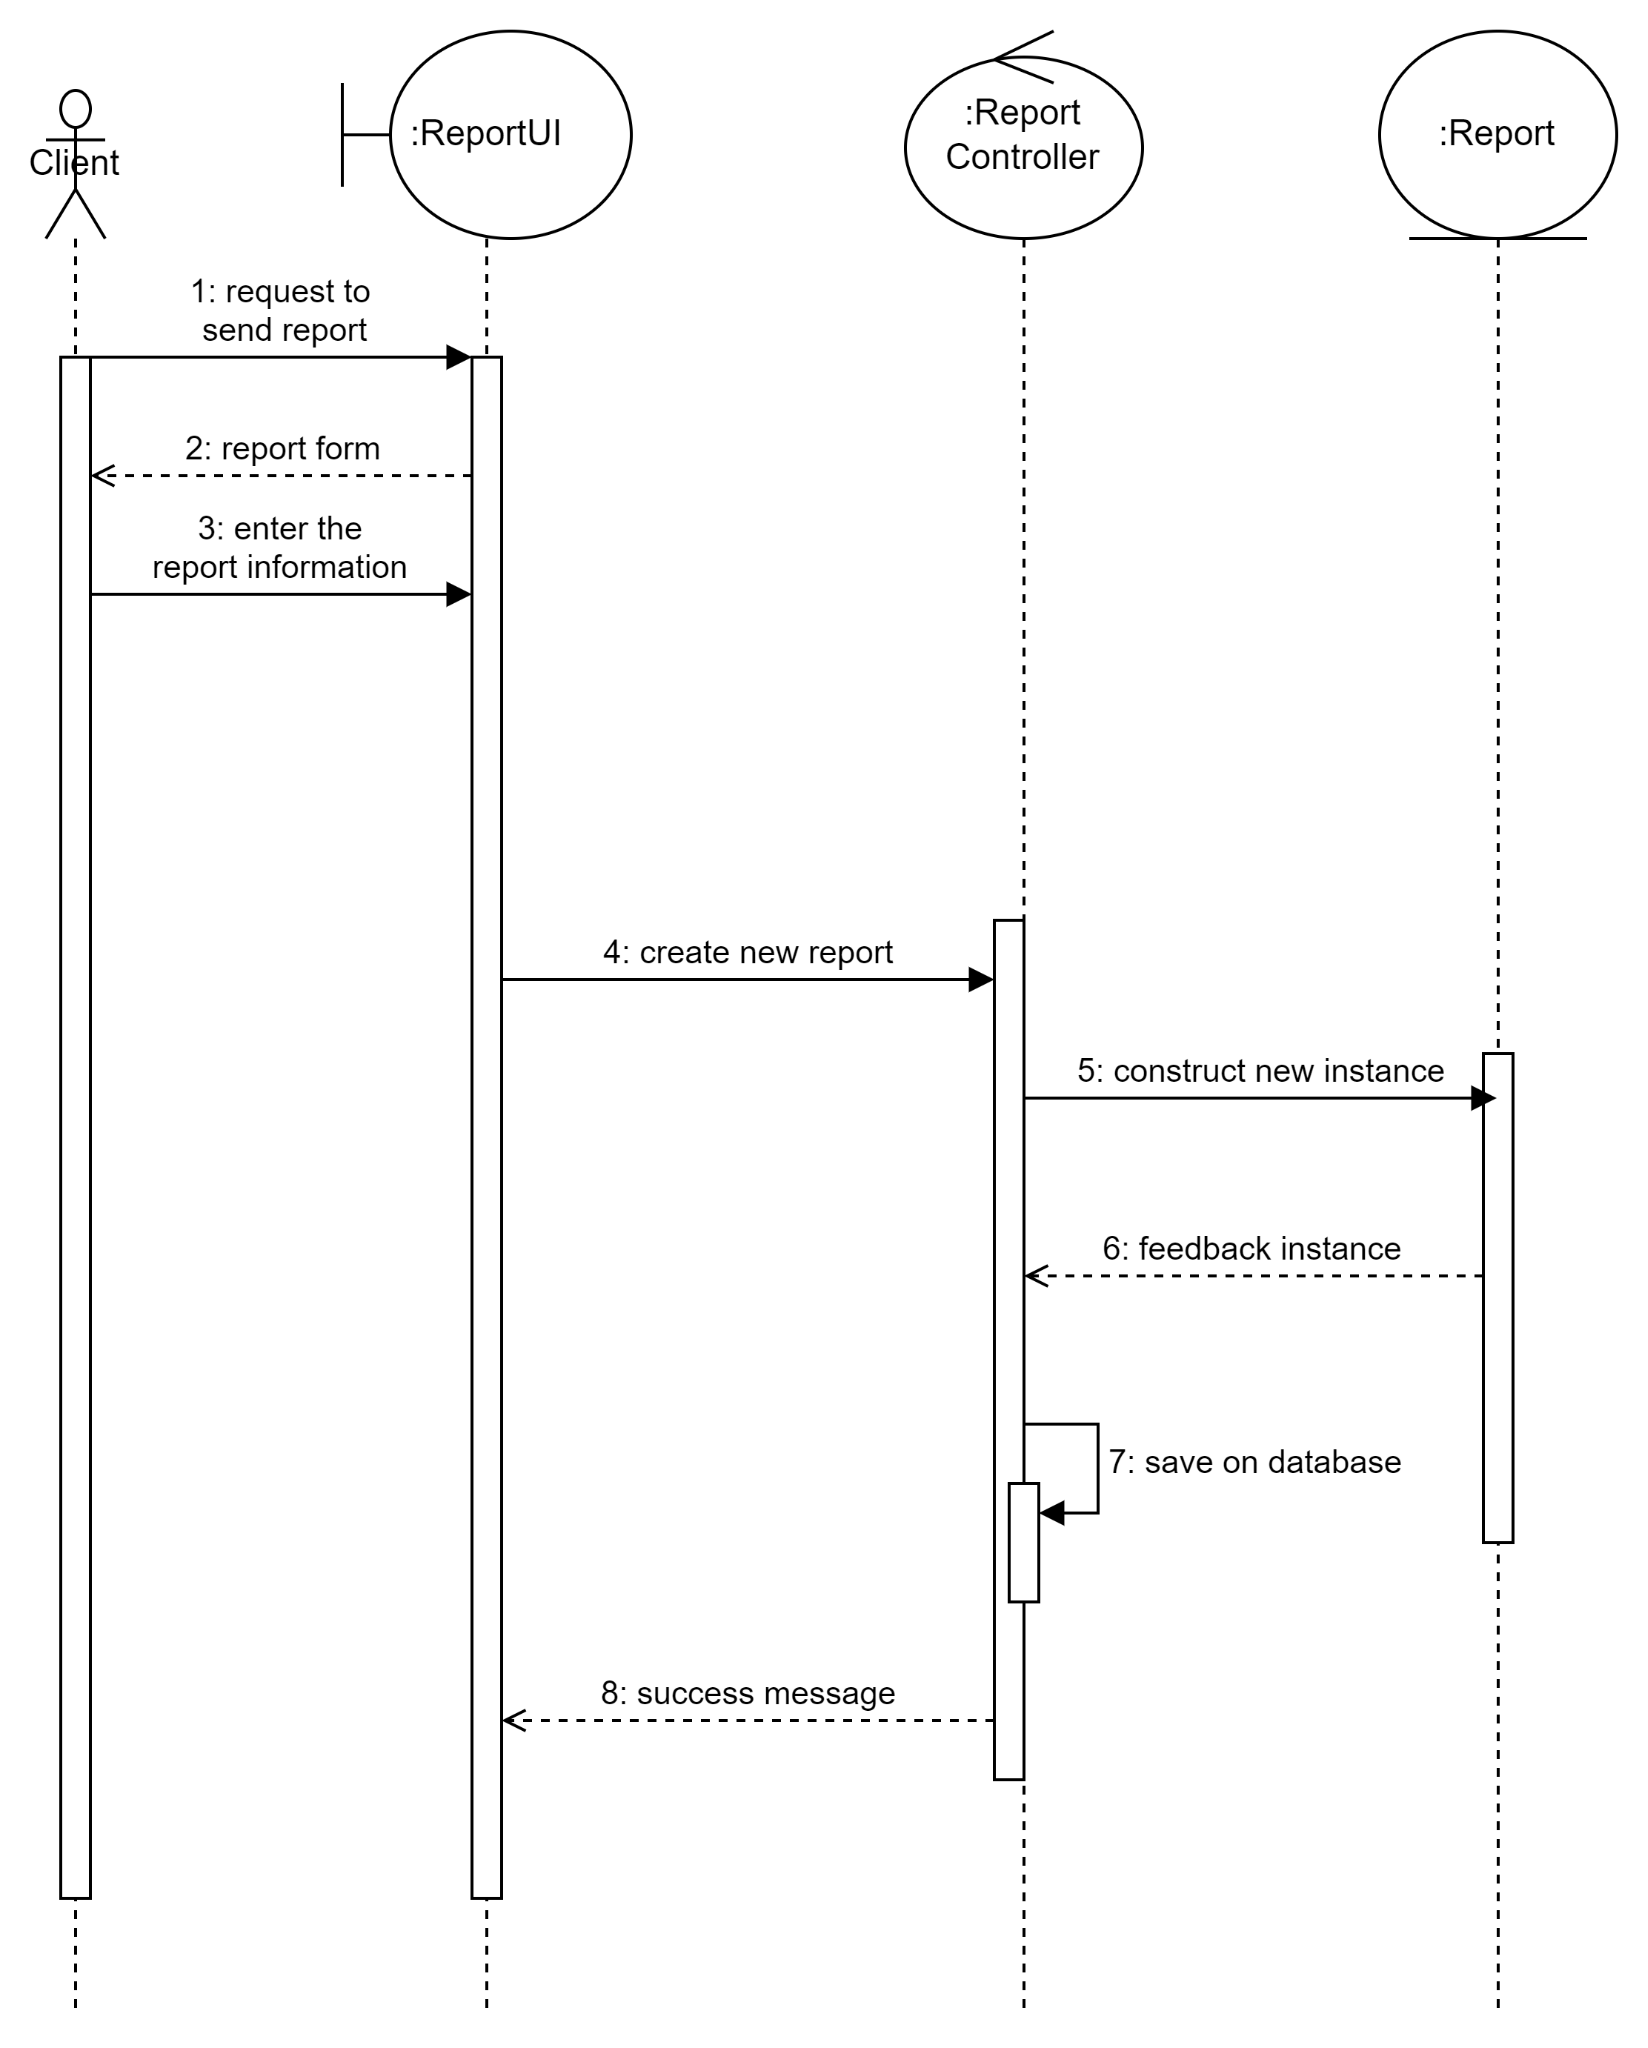 Client
:ReportUI
:Report
Controller
:Report
1: request to
send report
2: report form
3: enter the
report information
4: create new report
5: construct new instance
6: feedback instance
7: save on database
8: success message